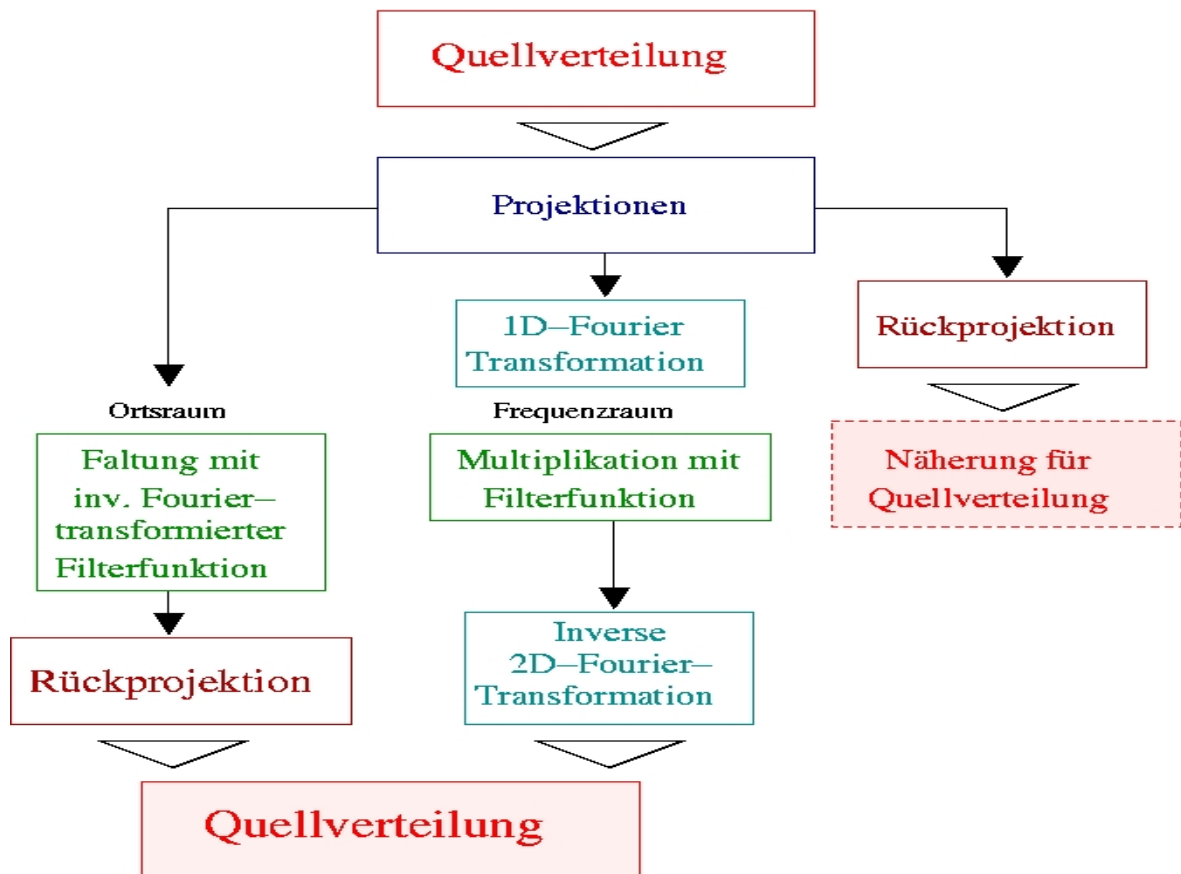 Quellverteilung
Projektionen
1D–Fourier
Transformation
Rückprojektion
Ortsraum
Frequenzraum
Faltung mit
inv. Fourier–
transformierter
Filterfunktion
Multiplikation mit
Filterfunktion
Näherung für
Quellverteilung
Rückprojektion
Inverse
2D–Fourier–
Transformation
Quellverteilung